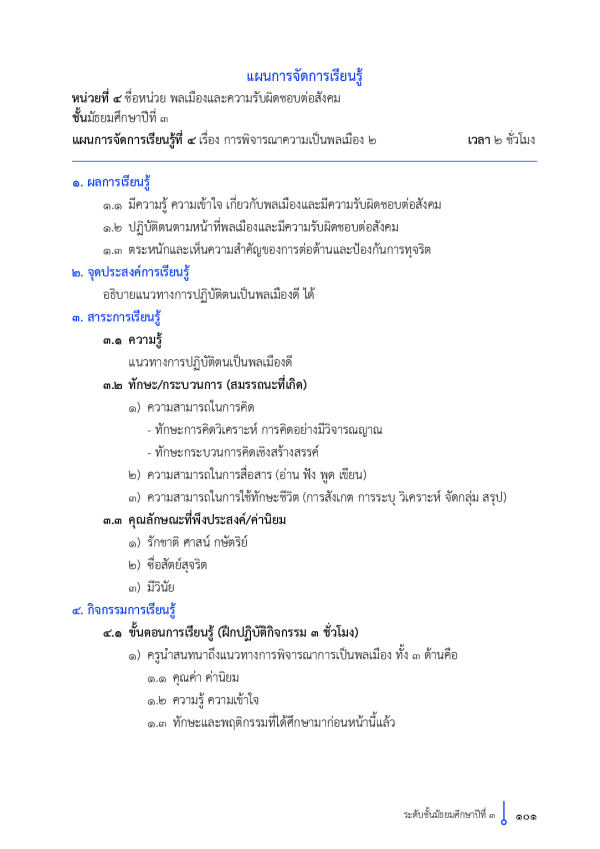 แผนการจัดการเรียนรู้
หน่วยที่ ๔ ชื่อหน่วย พลเมืองและความรับผิดชอบต่อสังคม
ชั้นมัธยมศึกษาปีที่ ๓
แผนการจัดการเรียนรู้ที่ ๔ เรื่อง การพิจารณาความเป็นพลเมือง ๒ เวลา ๒ ชั่วโมง
๑. ผลการเรียนรู้
๑.๑ มีความรู้ ความเข้าใจ เกี่ยวกับพลเมืองและมีความรับผิดชอบต่อสังคม
๑.๒ ปฏิบัติตนตามหน้าที่พลเมืองและมีความรับผิดชอบต่อสังคม
๑.๓ ตระหนักและเห็นความสำคัญของการต่อต้านและป้องกันการทุจริต
๒. จุดประสงค์การเรียนรู้
อธิบายแนวทางการปฏิบัติตนเป็นพลเมืองดี ได้
๓. สาระการเรียนรู้
๓.๑ ความรู้
แนวทางการปฏิบัติตนเป็นพลเมืองดี
๓.๒ ทักษะ/กระบวนการ (สมรรถนะที่เกิด)
๑) ความสามารถในการคิด
- ทักษะการคิดวิเคราะห์ การคิดอย่างมีวิจารณญาณ
- ทักษะกระบวนการคิดเชิงสร้างสรรค์
๒) ความสามารถในการสื่อสาร (อ่าน ฟัง พูด เขียน)
๓) ความสามารถในการใช้ทักษะชีวิต (การสังเกต การระบุ วิเคราะห์ จัดกลุ่ม สรุป)
๓.๓ คุณลักษณะที่พึงประสงค์/ค่านิยม
๑) รักชาติ ศาสน์ กษัตริย์
๒) ซื่อสัตย์สุจริต
๓) มีวินัย
๔. กิจกรรมการเรียนรู้
๔.๑ ขั้นตอนการเรียนรู้ (ฝึกปฏิบัติกิจกรรม ๓ ชั่วโมง)
๑) ครูนำสนทนาถึงแนวทางการพิจารณาการเป็นพลเมือง ทั้ง ๓ ด้านคือ
๑.๑ คุณค่า ค่านิยม
๑.๒ ความรู้ ความเข้าใจ
๑.๓ ทักษะและพฤติกรรมที่ได้ศึกษามาก่อนหน้านี้แล้ว
ระดับชั้นมัธยมศึกษาปีที่ ๓ ๑๐๑